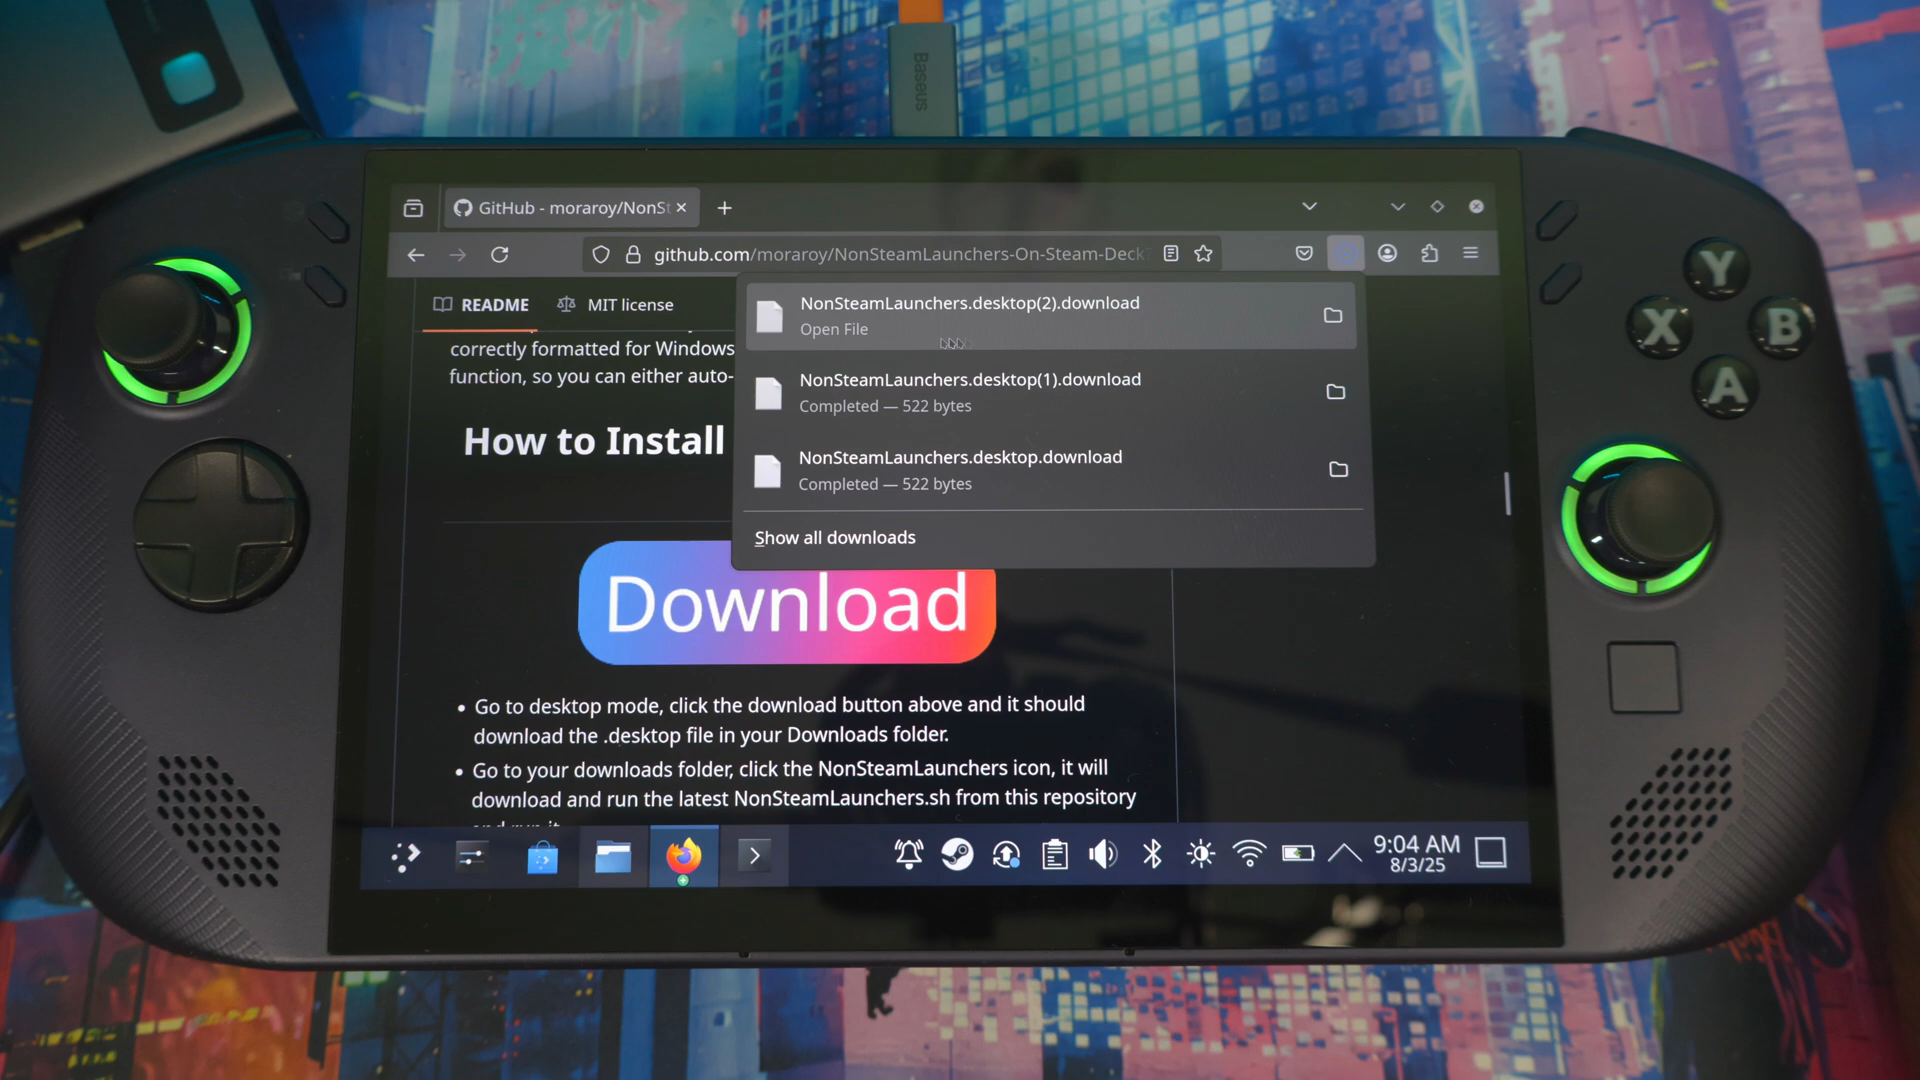 Baseus
GitHub - moraroy/NonSt
github.com/moraroy/NonSteamLaunchers-On-Steam-Deck
README
MIT license
correctly formatted for Windows
function, so you can either auto-
How to Install
NonSteamLaunchers.desktop(2).download
Open File
NonSteamLaunchers.desktop(1).download
Completed — 522 bytes
NonSteamLaunchers.desktop.download
Completed — 522 bytes
Show all downloads
Download
• Go to desktop mode, click the download button above and it should
download the .desktop file in your Downloads folder.
• Go to your downloads folder, click the NonSteamLaunchers icon, it will
download and run the latest NonSteamLaunchers.sh from this repository
and run it.
9:04 AM
8/3/25
Y
X
B
A